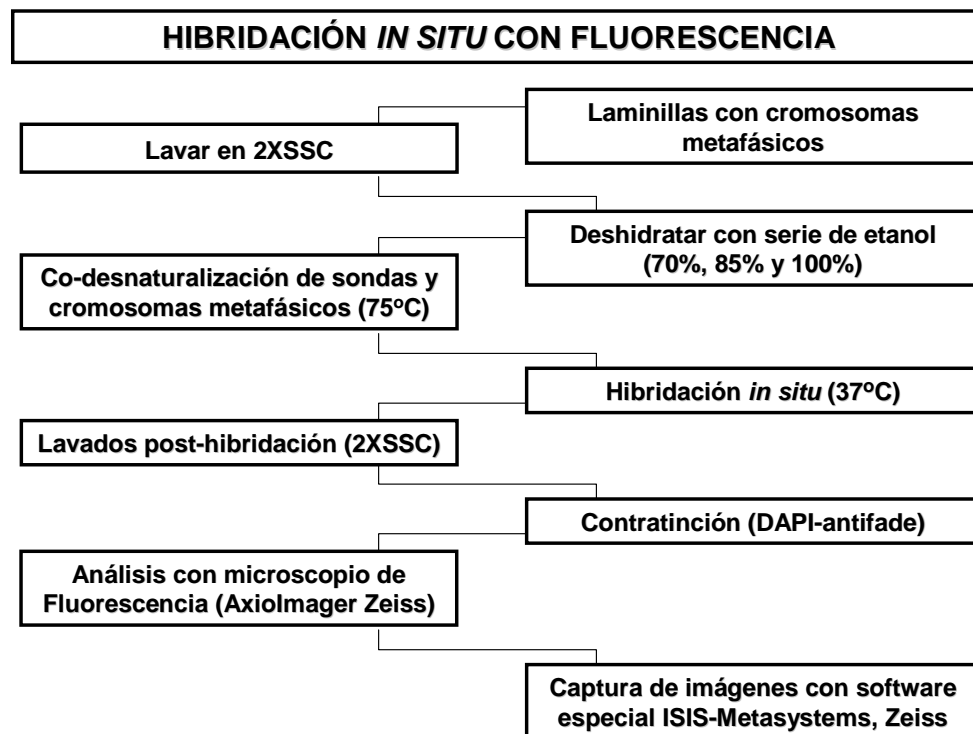 HIBRIDACIÓN IN SITU CON FLUORESCENCIA
Laminillas con cromosomas
metafásicos
Lavar en 2XSSC
Deshidratar con serie de etanol
(70%, 85% y 100%)
Co-desnaturalización de sondas y
cromosomas metafásicos (75ºC)
Hibridación in situ (37ºC)
Lavados post-hibridación (2XSSC)
Contratinción (DAPI-antifade)
Análisis con microscopio de
Fluorescencia (AxioImager Zeiss)
Captura de imágenes con software
especial ISIS-Metasystems, Zeiss